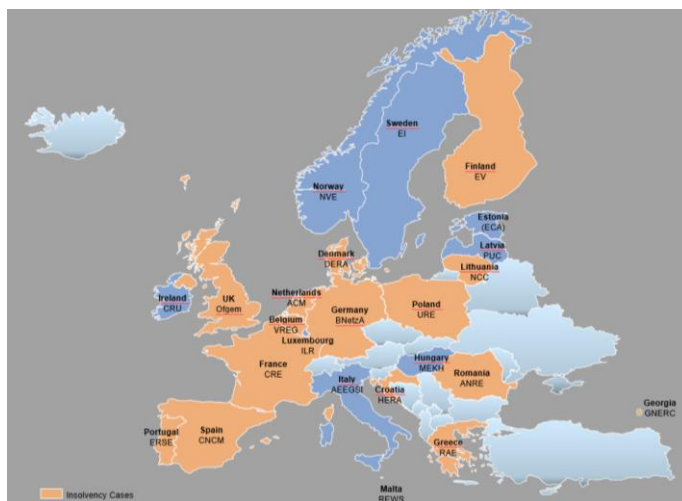 Sweden
EI
Finland
EV
Norway
NVE
Estonia
(ECA)
Latvia
PUC
Denmark
DERA
Lithuania
NCC
Ireland
CRU
UK
Ofgem
Netherlands
ACM
Germany
BNetzA
Poland
URE
Belgium
VREG
Luxembourg
ILR
France
CRE
Hungary
MEKH
Romania
ANRE
Italy
AEEGSI
Croatia
HERA
Georgia
GNERC
Portugal
ERSE
Spain
CNCM
Greece
RAE
Malta
REWS
Insolvency Cases